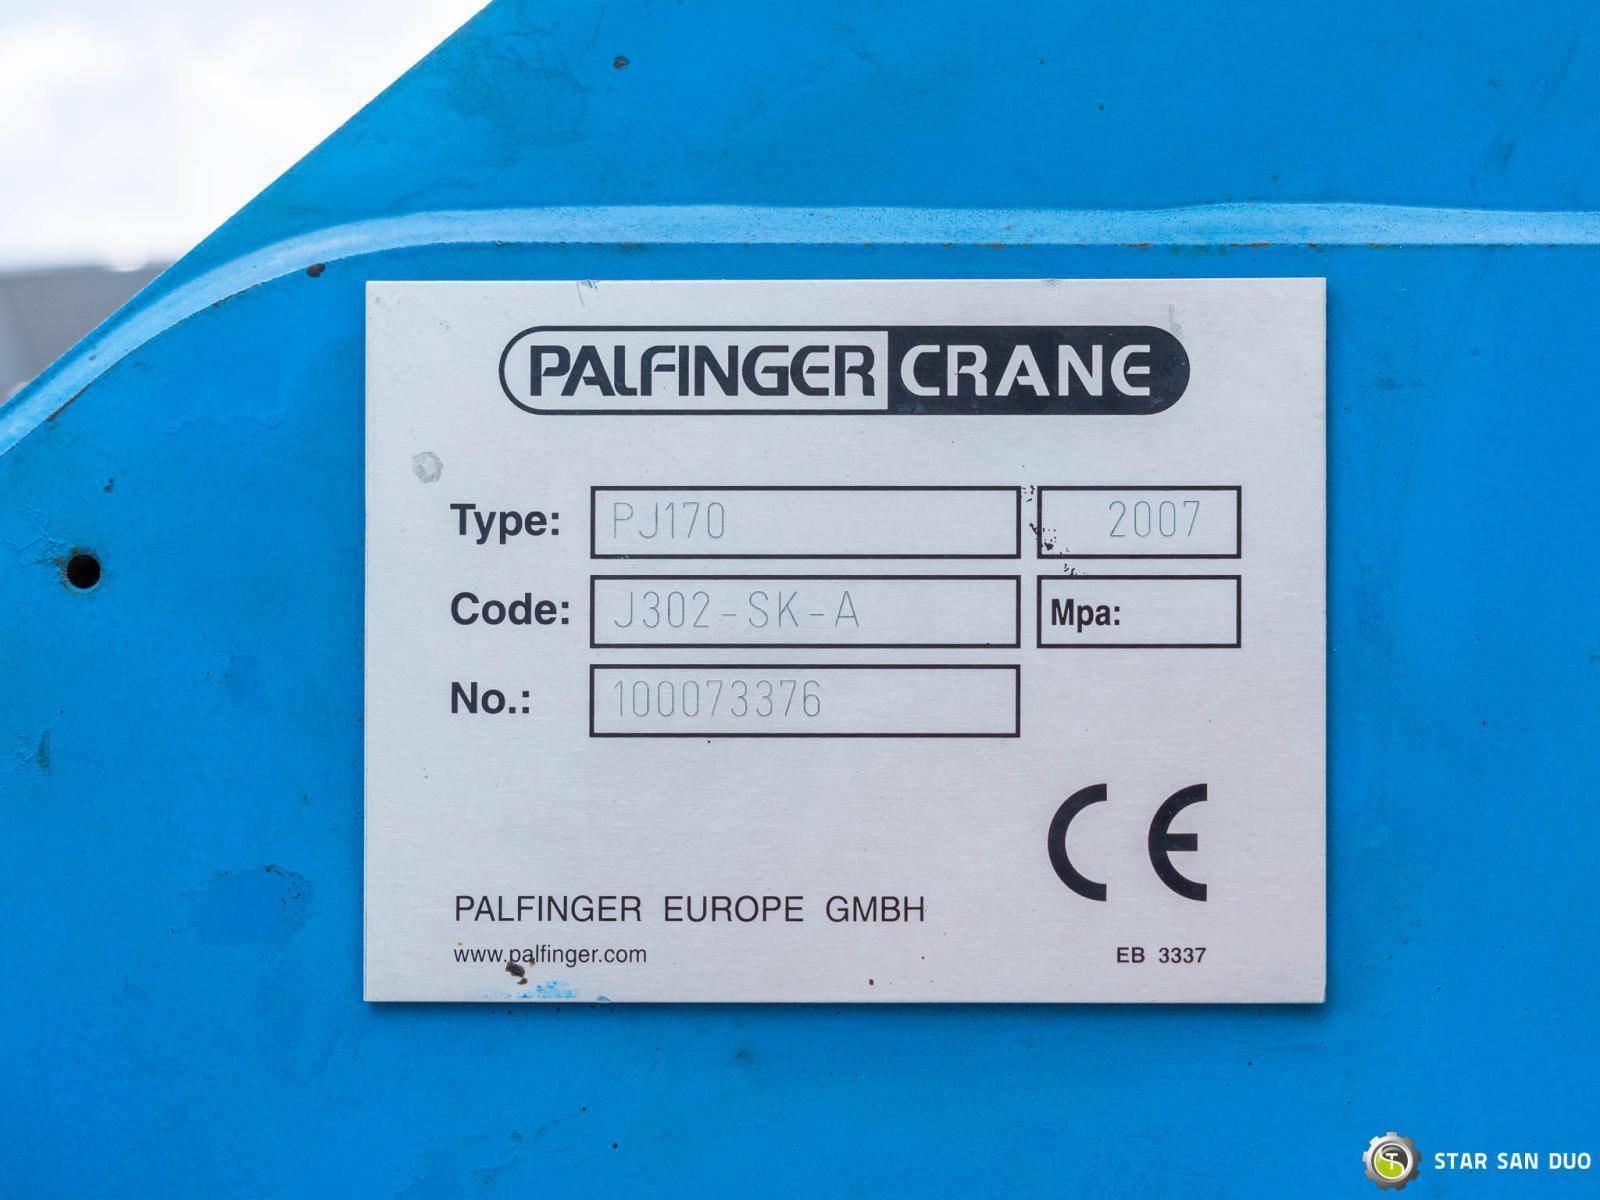 PALFINGER CRANE
Type: PJ170 2007
Code: J302-SK-A Mpa:
No.: 100073376
CE
PALFINGER EUROPE GMBH
www.palfinger.com EB 3337
STAR SAN DUO